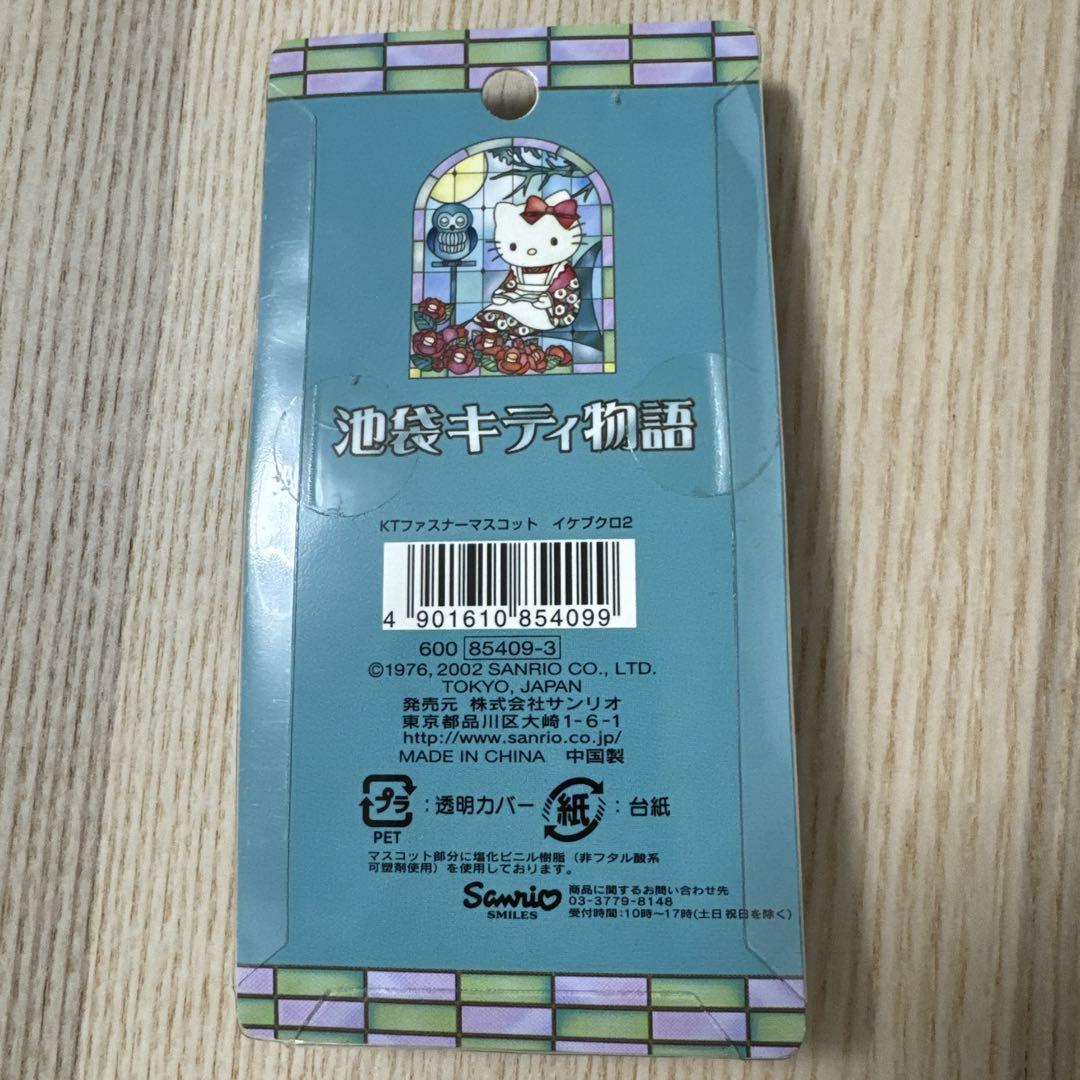 池袋キティ物語
KTファスナーマスコット イケブクロ2
4 901610 854099
600 85409-3
©1976, 2002 SANRIO CO., LTD.
TOKYO, JAPAN
発売元 株式会社サンリオ
東京都品川区大崎1-6-1
http://www.sanrio.co.jp/
MADE IN CHINA 中国製
プラ :透明カバー 紙 :台紙
PET
マスコット部分に塩化ビニル樹脂(非フタル酸系
可塑剤使用)を使用しております。
Sanrio
SMILES
商品に関するお問い合わせ先
03-3779-8148
受付時間:10時~17時(土日祝日を除く)